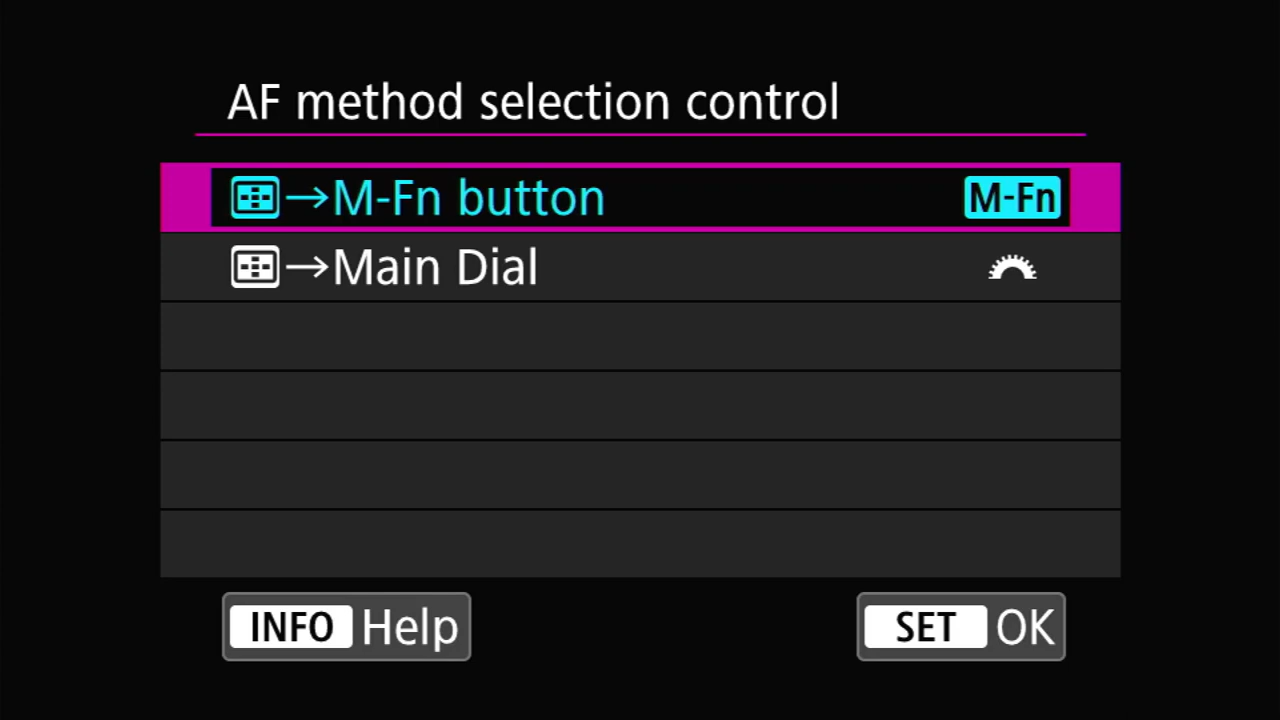 AF method selection control
→M-Fn button M-Fn
→Main Dial
INFO Help SET OK